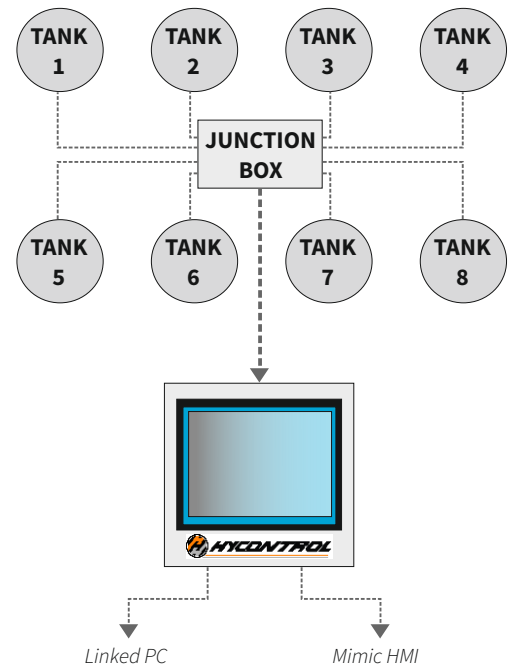 TANK
1
TANK
2
TANK
3
TANK
4
JUNCTION
BOX
TANK
5
TANK
6
TANK
7
TANK
8
HYCONTROL
Linked PC
Mimic HMI